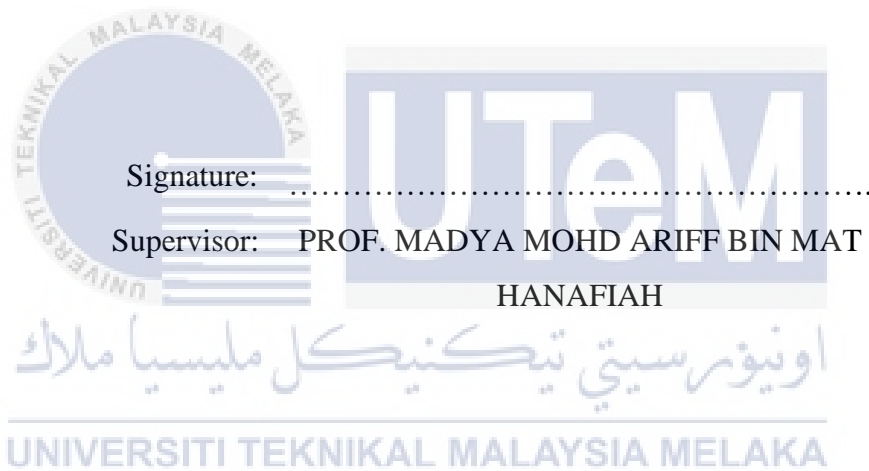 UNIVERSITI TEKNIKAL MALAYSIA MELAKA
UTeM
Signature: ……………………………………………………..
Supervisor: PROF. MADYA MOHD ARIFF BIN MAT
HANAFIAH
اونيۏرسيتي تيكنيكل مليسيا ملاك
UNIVERSITI TEKNIKAL MALAYSIA MELAKA